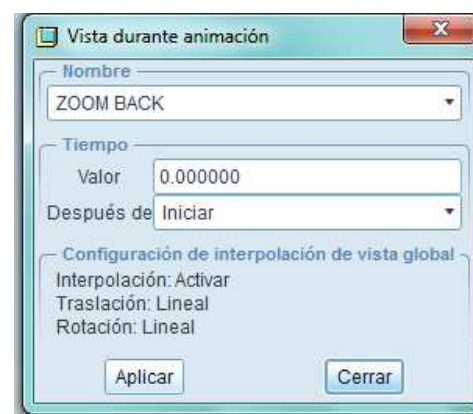 Vista durante animación
Nombre
ZOOM BACK
Tiempo
Valor 0.000000
Después de Iniciar
Configuración de interpolación de vista global
Interpolación: Activar
Traslación: Lineal
Rotación: Lineal
Aplicar Cerrar